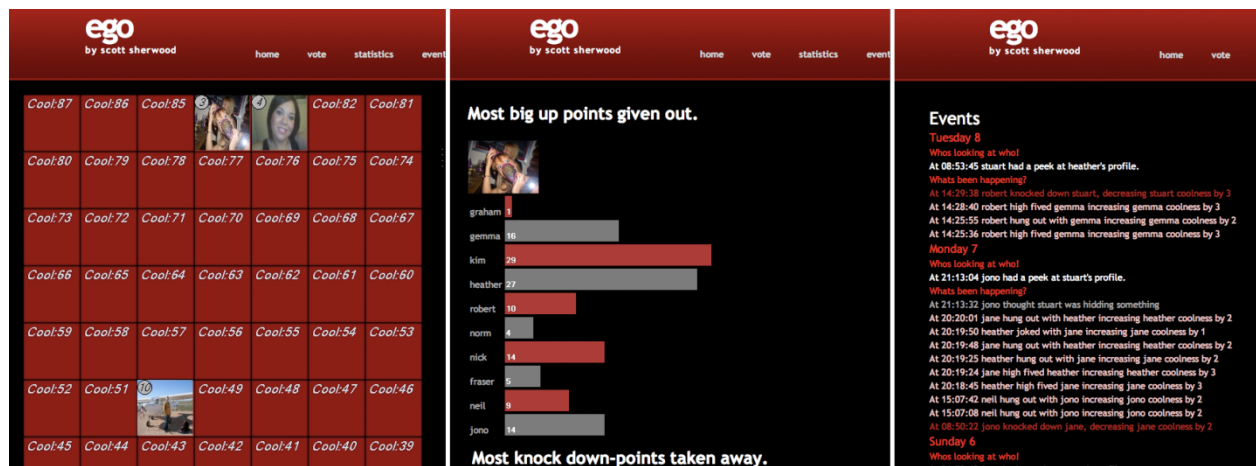 ego
by scott sherwood
home vote statistics event
Cool:87 Cool:86 Cool:85 3 4 Cool:82 Cool:81
Cool:80 Cool:79 Cool:78 Cool:77 Cool:76 Cool:75 Cool:74
Cool:73 Cool:72 Cool:71 Cool:70 Cool:69 Cool:68 Cool:67
Cool:66 Cool:65 Cool:64 Cool:63 Cool:62 Cool:61 Cool:60
Cool:59 Cool:58 Cool:57 Cool:56 Cool:55 Cool:54 Cool:53
Cool:52 Cool:51 10 Cool:49 Cool:48 Cool:47 Cool:46
Cool:45 Cool:44 Cool:43 Cool:42 Cool:41 Cool:40 Cool:39
ego
by scott sherwood
home vote statistics event
Most big up points given out.
graham 1
gemma 16
kim 29
heather 27
robert 10
norm 4
nick 14
fraser 5
neil 9
jono 14
Most knock down-points taken away.
ego
by scott sherwood
home vote
Events
Tuesday 8
Whos looking at who!
At 08:53:45 stuart had a peek at heather's profile.
Whats been happening?
At 14:29:38 robert knocked down stuart, decreasing stuart coolness by 3
At 14:28:40 robert high fived gemma increasing gemma coolness by 3
At 14:25:55 robert hung out with gemma increasing gemma coolness by 2
At 14:25:36 robert high fived gemma increasing gemma coolness by 3
Monday 7
Whos looking at who!
At 21:13:04 jono had a peek at stuart's profile.
Whats been happening?
At 21:13:32 jono thought stuart was hidding something
At 20:20:01 jane hung out with heather increasing heather coolness by 2
At 20:19:50 heather joked with jane increasing jane coolness by 1
At 20:19:48 jane hung out with heather increasing heather coolness by 2
At 20:19:25 heather hung out with jane increasing jane coolness by 2
At 20:19:24 jane high fived heather increasing heather coolness by 3
At 20:18:45 heather high fived jane increasing jane coolness by 3
At 15:07:42 neil hung out with jono increasing jono coolness by 2
At 15:07:08 neil hung out with jono increasing jono coolness by 2
At 08:50:22 jono knocked down jane, decreasing jane coolness by 2
Sunday 6
Whos looking at who!